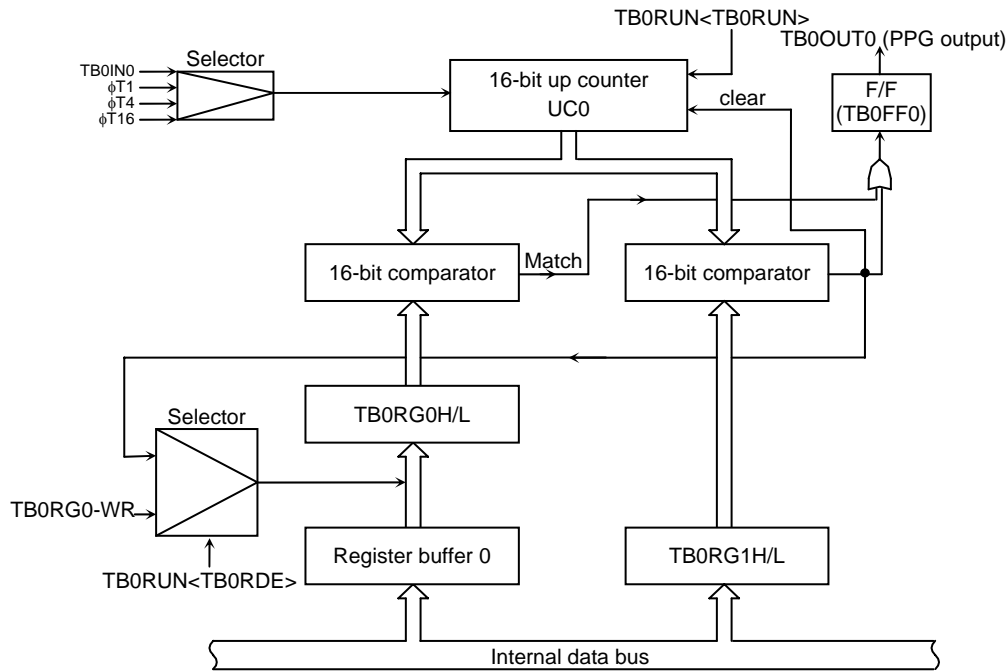 TB0RUN<TB0RUN>
TB0OUT0 (PPG output)
Selector
TB0IN0
ϕT1
ϕT4
ϕT16
16-bit up counter
UC0
clear
F/F
(TB0FF0)
16-bit comparator
Match
16-bit comparator
TB0RG0H/L
Selector
TB0RG0-WR
Register buffer 0
TB0RG1H/L
TB0RUN<TB0RDE>
Internal data bus